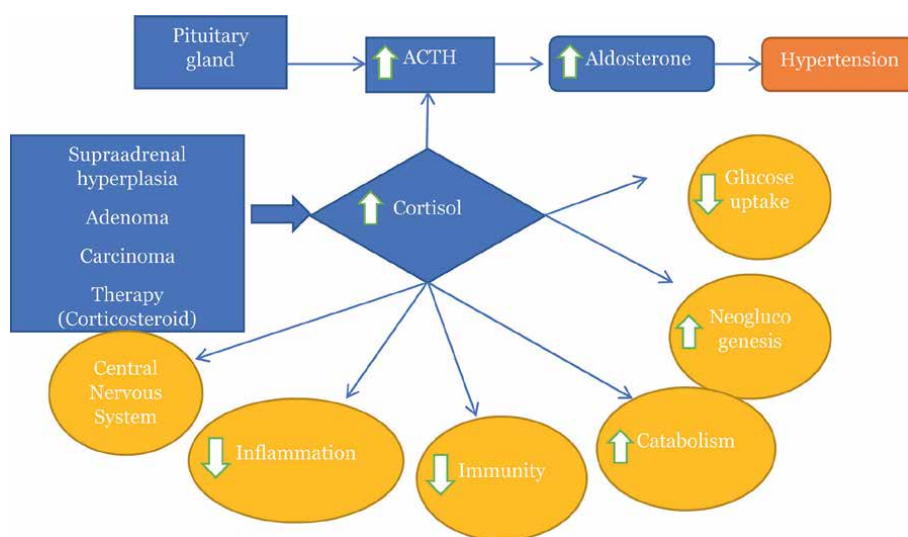 Pituitary
gland
ACTH
Aldosterone
Hypertension
Supraadrenal
hyperplasia
Adenoma
Carcinoma
Therapy
(Corticosteroid)
Cortisol
Glucose
uptake
Neogluco
genesis
Central
Nervous
System
Inflammation
Immunity
Catabolism